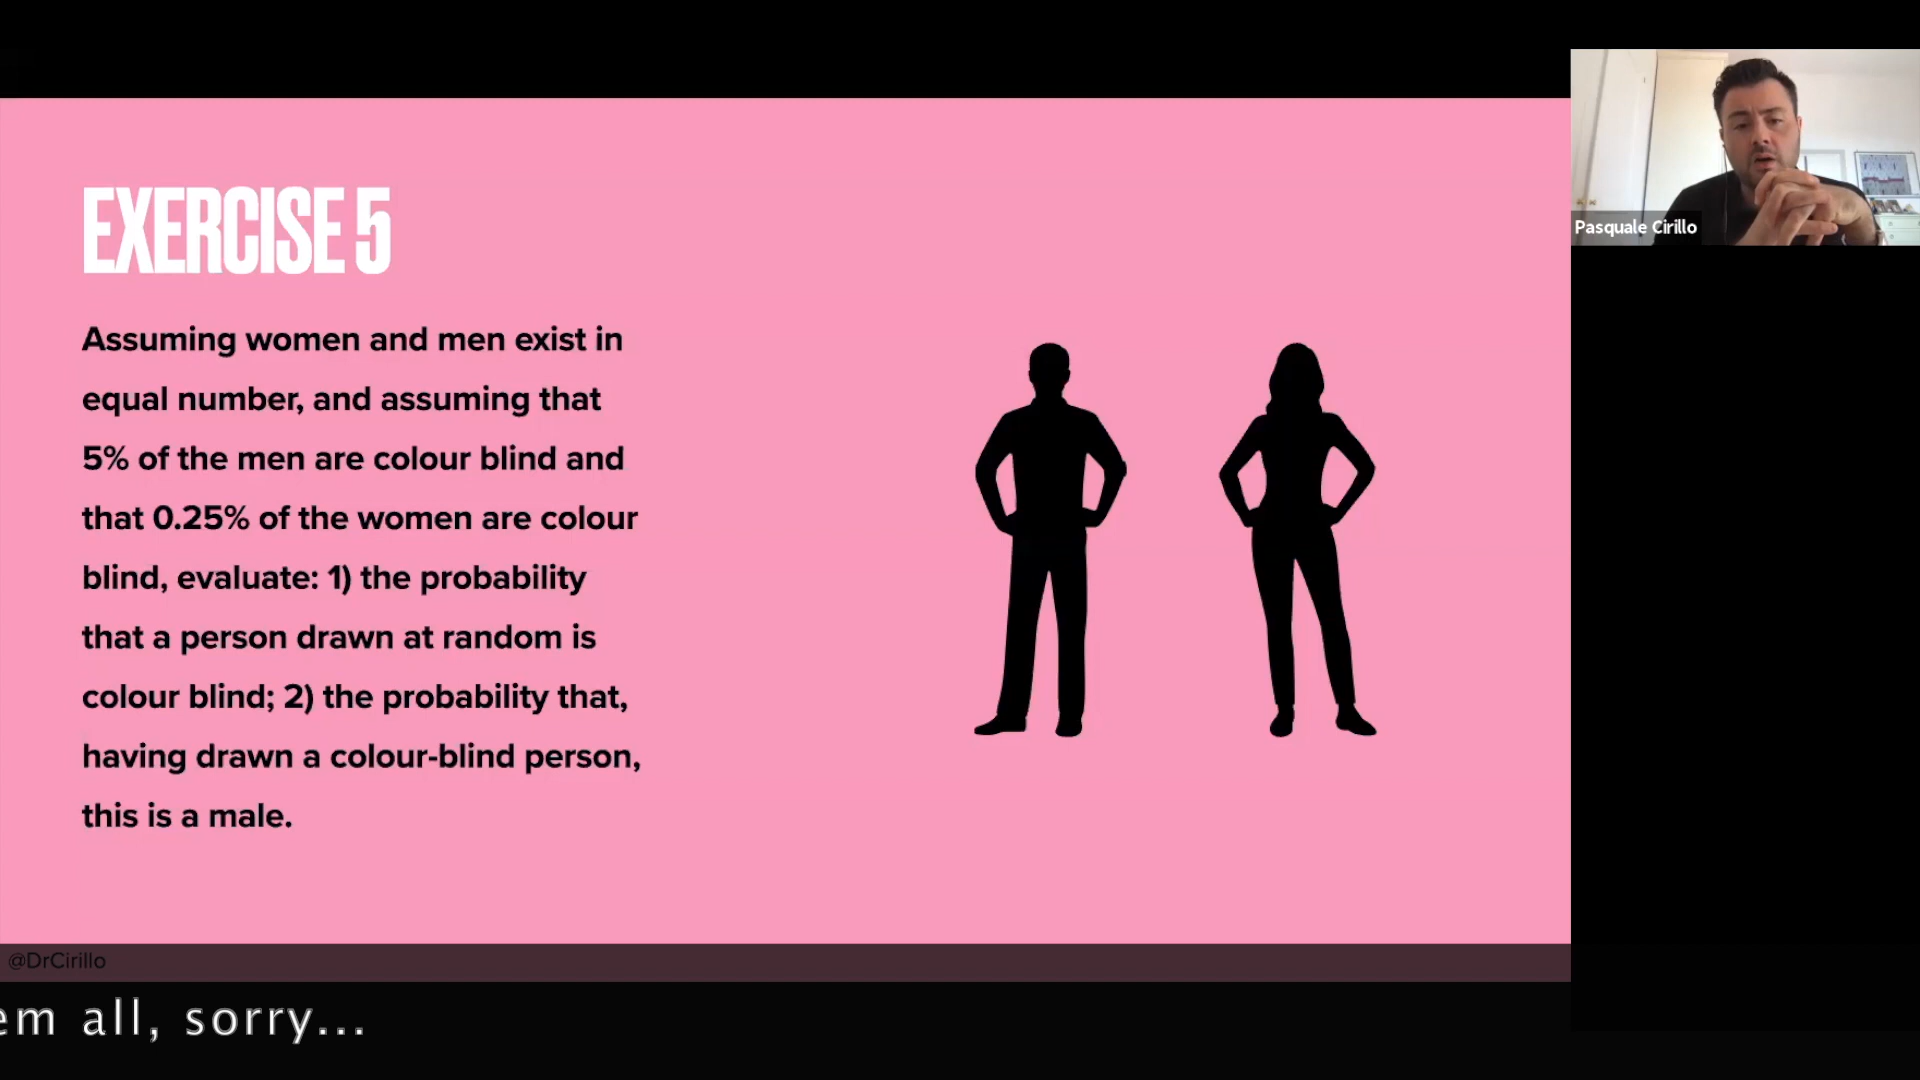 EXERCISE 5
Assuming women and men exist in
equal number, and assuming that
5% of the men are colour blind and
that 0.25% of the women are colour
blind, evaluate: 1) the probability
that a person drawn at random is
colour blind; 2) the probability that,
having drawn a colour-blind person,
this is a male.
Pasquale Cirillo
@DrCirillo
em all, sorry...